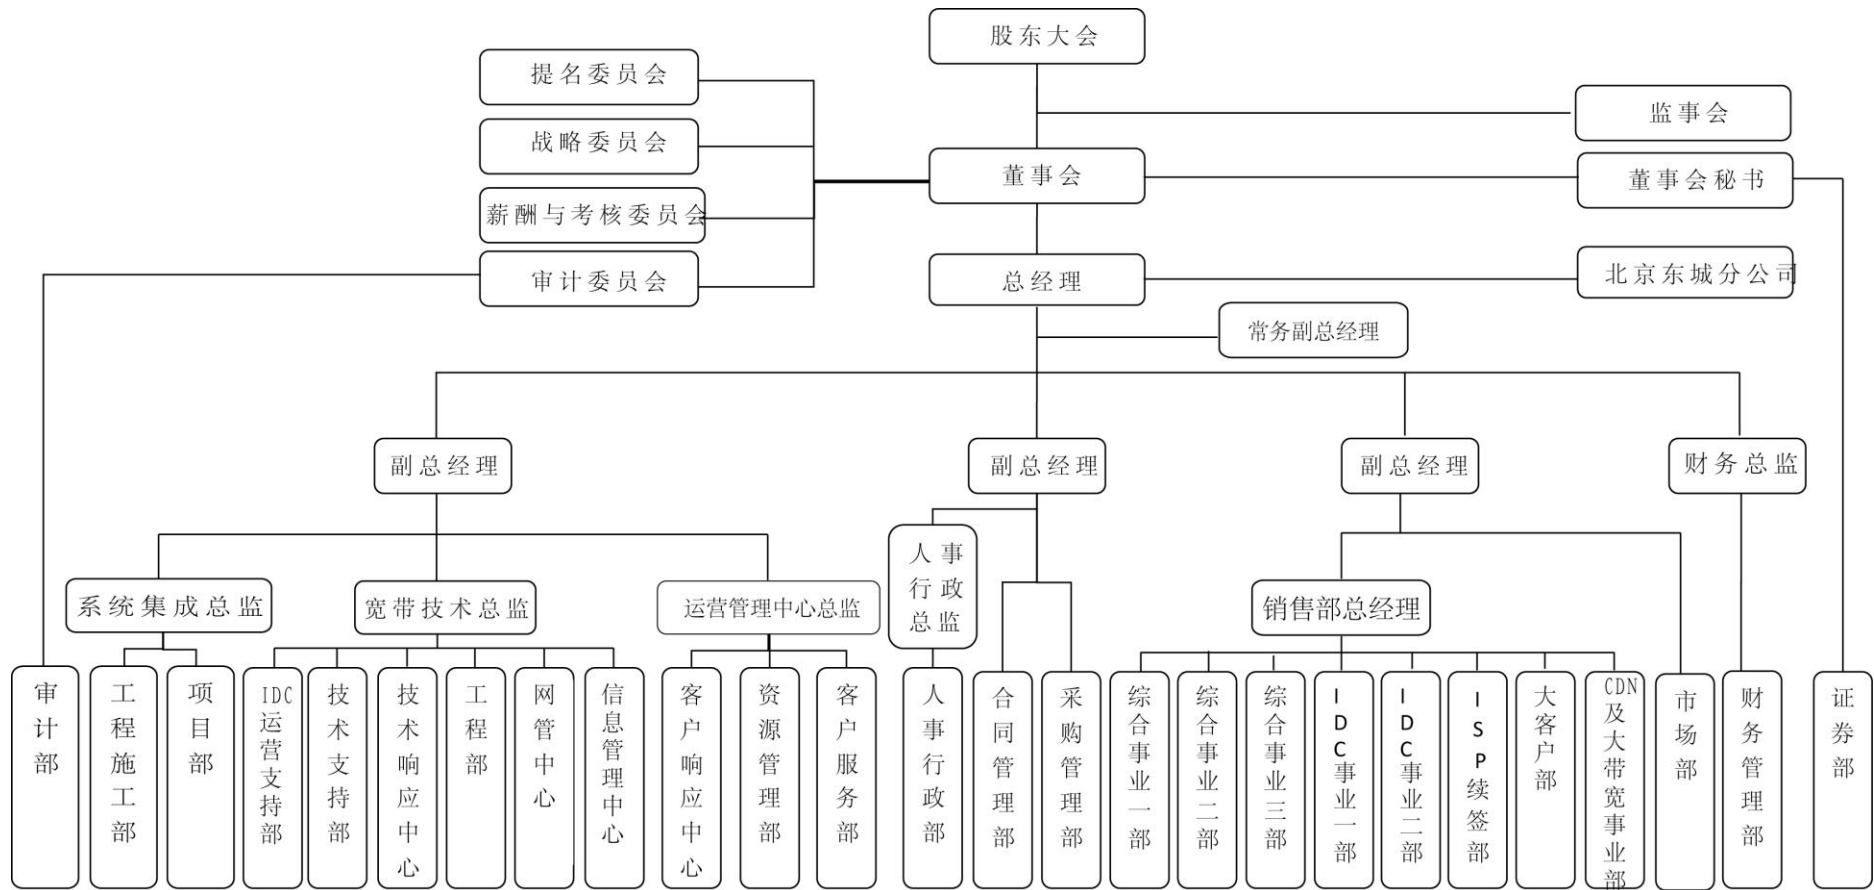 股东大会
提名委员会
监事会
战略委员会
董事会
董事会秘书
薪酬与考核委员会
审计委员会
总经理
北京东城分公司
常务副总经理
副总经理
副总经理
副总经理
财务总监
人事
行政
总监
系统集成总监
宽带技术总监
运营管理中心总监
销售部总经理
审计部
工程施工部
项目部
IDC运营支持部
技术支持部
技术响应中心
工程部
网管中心
信息管理中心
客户响应中心
资源管理部
客户服务部
人事行政部
合同管理部
采购管理部
综合事业一部
综合事业二部
综合事业三部
IDC事业一部
IDC事业二部
ISP续签部
大客户部
CDN及大带宽事业部
市场部
财务管理部
证券部